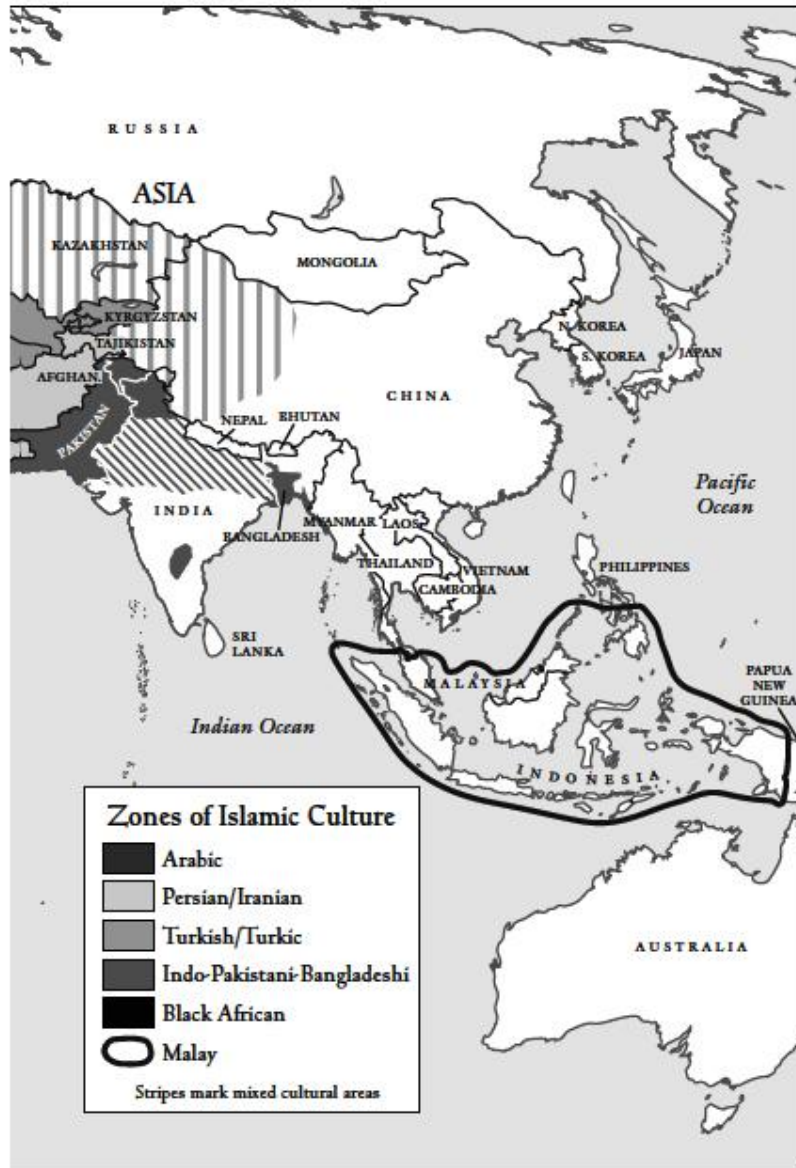 RUSSIA
ASIA
KAZAKHSTAN
MONGOLIA
KYRGYZSTAN
TAJIKISTAN
N. KOREA
S. KOREA
JAPAN
AFGHAN.
PAKISTAN
CHINA
NEPAL
BHUTAN
Pacific
Ocean
INDIA
BANGLADESH
MYANMAR
LAOS
THAILAND
VIETNAM
CAMBODIA
PHILIPPINES
SRI
LANKA
MALAYSIA
PAPUA
NEW
GUINEA
Indian Ocean
INDONESIA
Zones of Islamic Culture
Arabic
Persian/Iranian
Turkish/Turkic
Indo-Pakistani-Bangladeshi
Black African
Malay
Stripes mark mixed cultural areas
AUSTRALIA